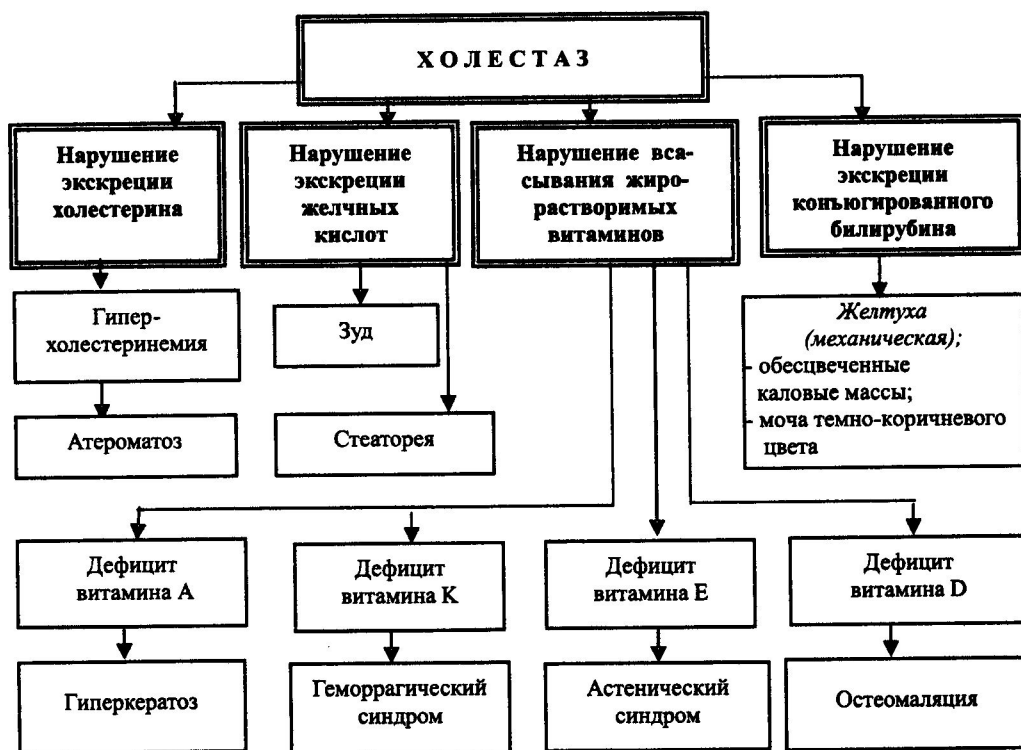 ХОЛЕСТАЗ
Нарушение
экскреции
холестерина
Нарушение
экскреции
желчных
кислот
Нарушение вса-
сывания жиро-
растворимых
витаминов
Нарушение
экскреции
конъюгированного
билирубина
Гипер-
холестеринемия
Зуд
Желтуха
(механическая);
- обесцвеченные
каловые массы;
- моча темно-коричневого
цвета
Атероматоз
Стеаторея
Дефицит
витамина А
Дефицит
витамина К
Дефицит
витамина Е
Дефицит
витамина D
Гиперкератоз
Геморрагический
синдром
Астенический
синдром
Остеомаляция